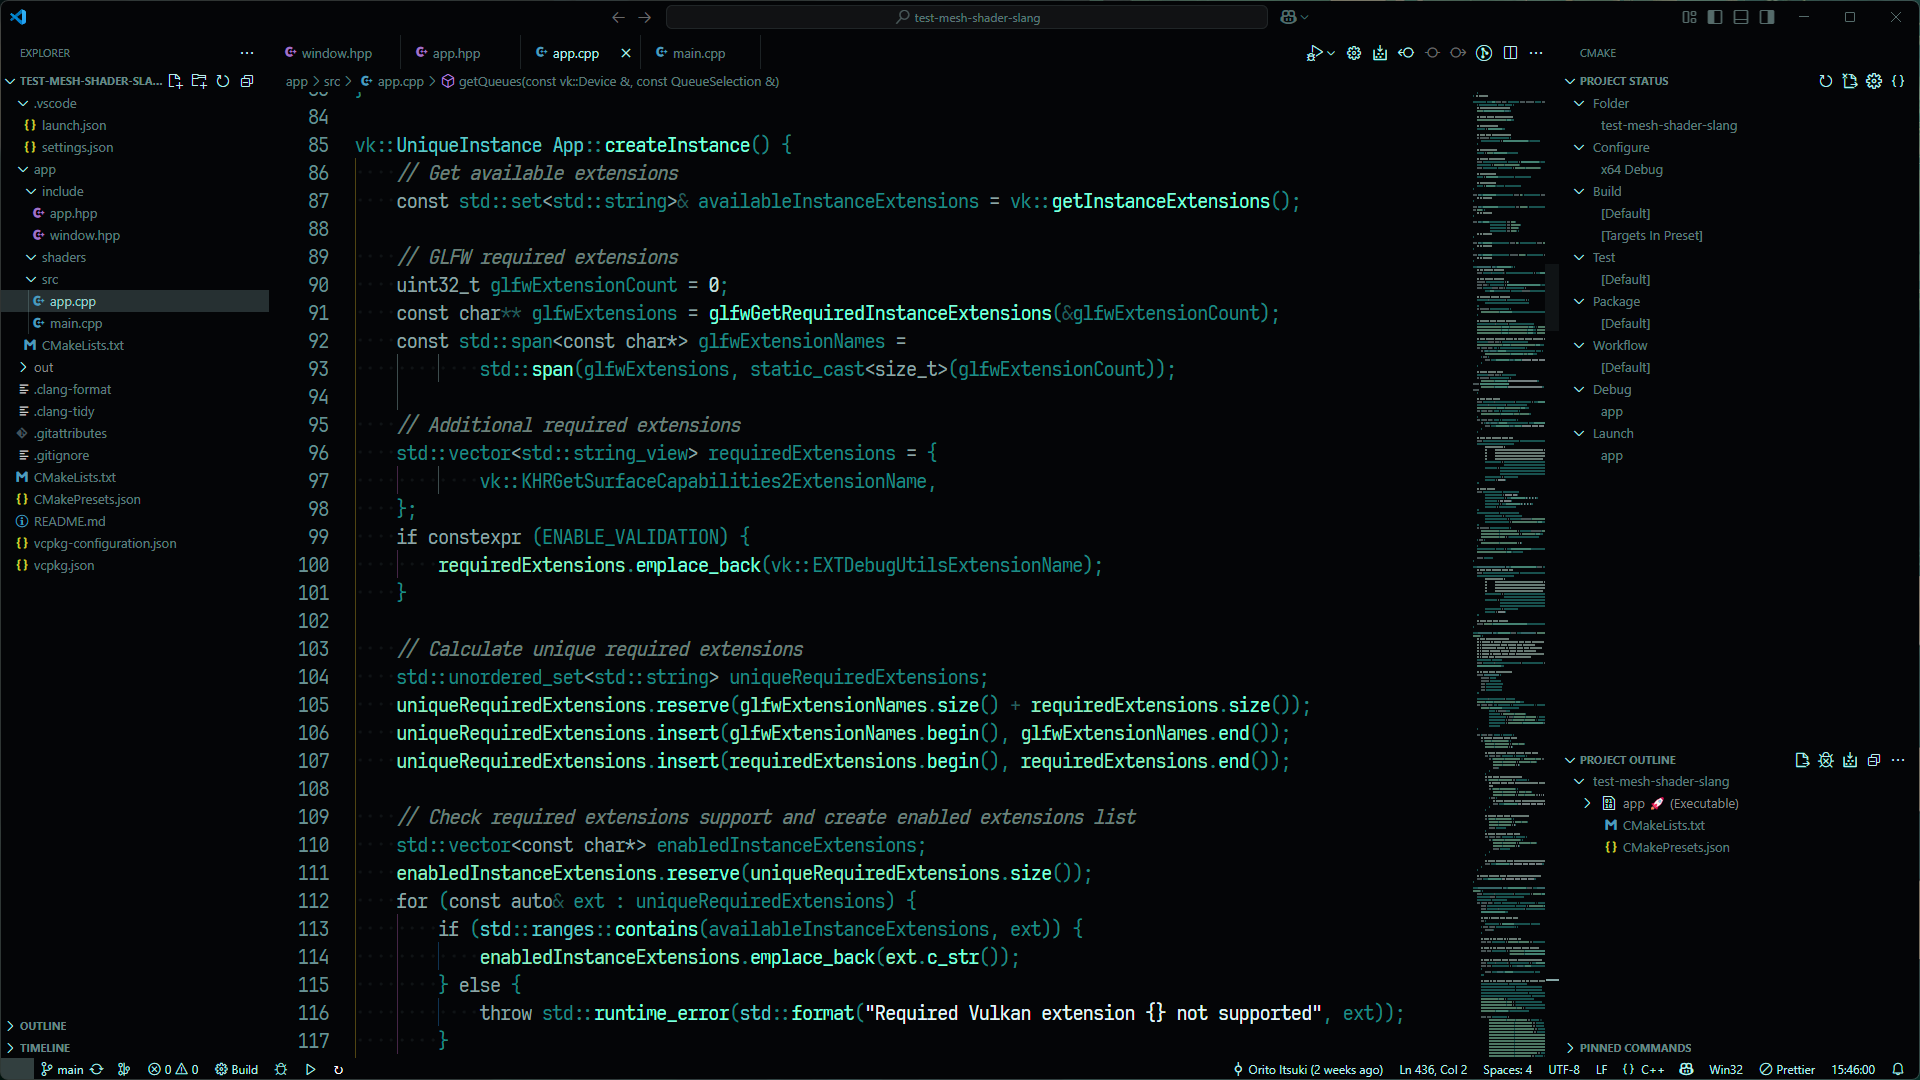 test-mesh-shader-slang
EXPLORER
TEST-MESH-SHADER-SLA...
.vscode
launch.json
settings.json
app
include
app.hpp
window.hpp
shaders
src
app.cpp
main.cpp
CMakeLists.txt
out
.clang-format
.clang-tidy
.gitattributes
.gitignore
CMakeLists.txt
CMakePresets.json
README.md
vcpkg-configuration.json
vcpkg.json
OUTLINE
TIMELINE
window.hpp app.hpp app.cpp main.cpp
app > src > app.cpp > getQueues(const vk::Device &, const QueueSelection &)
84
85 vk::UniqueInstance App::createInstance() {
86 // Get available extensions
87 const std::set<std::string>& availableInstanceExtensions = vk::getInstanceExtensions();
88
89 // GLFW required extensions
90 uint32_t glfwExtensionCount = 0;
91 const char** glfwExtensions = glfwGetRequiredInstanceExtensions(&glfwExtensionCount);
92 const std::span<const char*> glfwExtensionNames =
93 std::span(glfwExtensions, static_cast<size_t>(glfwExtensionCount));
94
95 // Additional required extensions
96 std::vector<std::string_view> requiredExtensions = {
97 vk::KHRGetSurfaceCapabilities2ExtensionName,
98 };
99 if constexpr (ENABLE_VALIDATION) {
100 requiredExtensions.emplace_back(vk::EXTDebugUtilsExtensionName);
101 }
102
103 // Calculate unique required extensions
104 std::unordered_set<std::string> uniqueRequiredExtensions;
105 uniqueRequiredExtensions.reserve(glfwExtensionNames.size() + requiredExtensions.size());
106 uniqueRequiredExtensions.insert(glfwExtensionNames.begin(), glfwExtensionNames.end());
107 uniqueRequiredExtensions.insert(requiredExtensions.begin(), requiredExtensions.end());
108
109 // Check required extensions support and create enabled extensions list
110 std::vector<const char*> enabledInstanceExtensions;
111 enabledInstanceExtensions.reserve(uniqueRequiredExtensions.size());
112 for (const auto& ext : uniqueRequiredExtensions) {
113 if (std::ranges::contains(availableInstanceExtensions, ext)) {
114 enabledInstanceExtensions.emplace_back(ext.c_str());
115 } else {
116 throw std::runtime_error(std::format("Required Vulkan extension {} not supported", ext));
117 }
CMAKE
PROJECT STATUS
Folder
test-mesh-shader-slang
Configure
x64 Debug
Build
[Default]
[Targets In Preset]
Test
[Default]
Package
[Default]
Workflow
[Default]
Debug
app
Launch
app
PROJECT OUTLINE
test-mesh-shader-slang
app 🚀 (Executable)
CMakeLists.txt
CMakePresets.json
PINNED COMMANDS
main 0 0 Build Orito Itsuki (2 weeks ago) Ln 436, Col 2 Spaces: 4 UTF-8 LF {} C++ Win32 Prettier 15:46:00